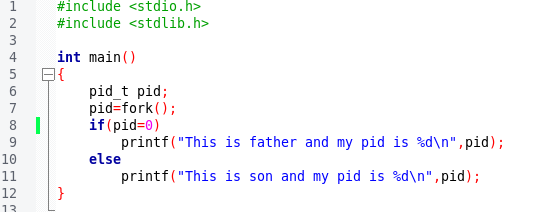 1 #include <stdio.h>
2 #include <stdlib.h>
3
4 int main()
5 {
6 pid_t pid;
7 pid=fork();
8 if(pid=0)
9 printf("This is father and my pid is %d\n",pid);
10 else
11 printf("This is son and my pid is %d\n",pid);
12 }
13